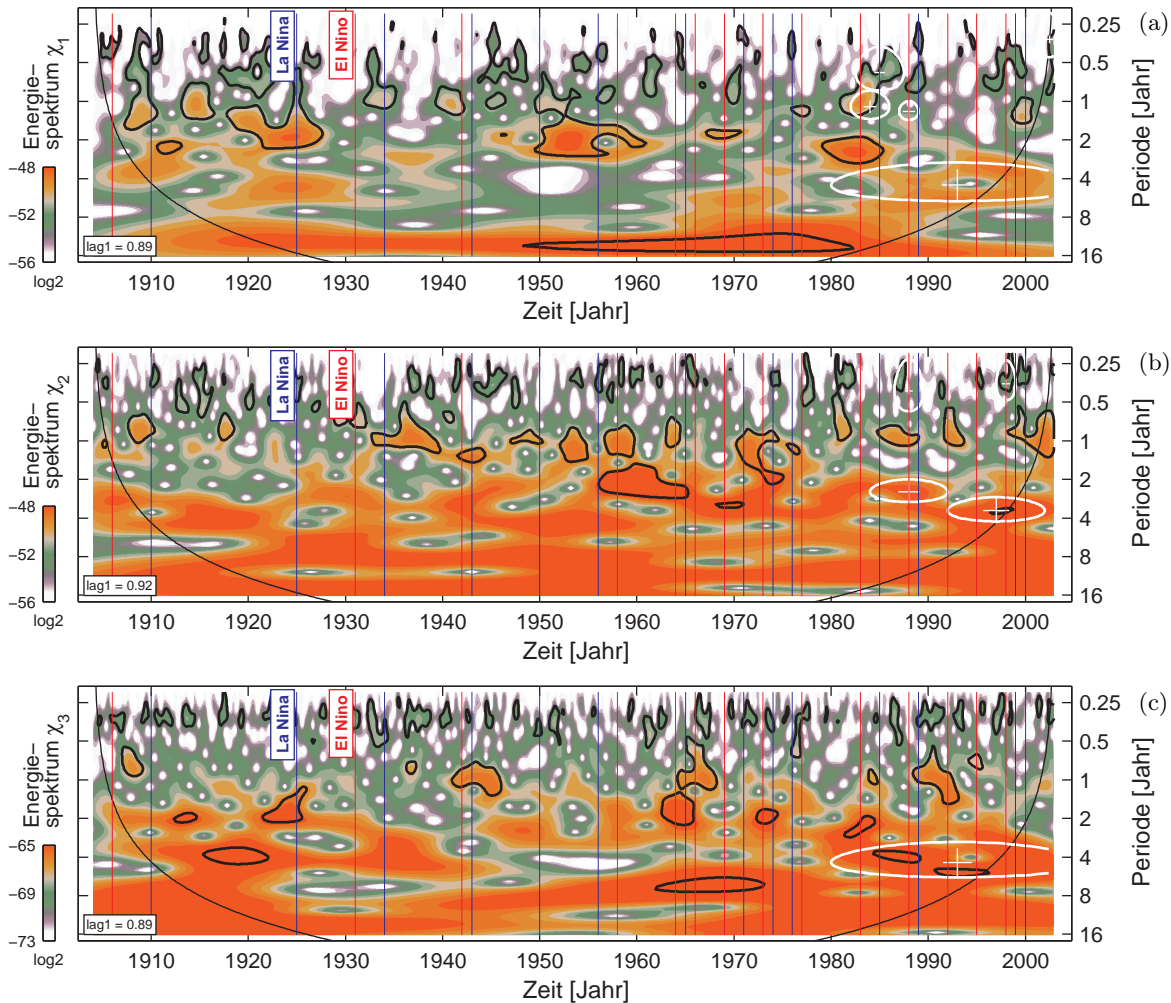 (a)
La Nina
El Nino
Energie–
spektrum χ1
–48
–52
–56
log2
lag1 = 0.89
0.25
0.5
1
2
4
8
16
Periode [Jahr]
1910 1920 1930 1940 1950 1960 1970 1980 1990 2000
Zeit [Jahr]
(b)
La Nina
El Nino
Energie–
spektrum χ2
–48
–52
–56
log2
lag1 = 0.92
0.25
0.5
1
2
4
8
16
Periode [Jahr]
1910 1920 1930 1940 1950 1960 1970 1980 1990 2000
Zeit [Jahr]
(c)
La Nina
El Nino
Energie–
spektrum χ3
–65
–69
–73
log2
lag1 = 0.89
0.25
0.5
1
2
4
8
16
Periode [Jahr]
1910 1920 1930 1940 1950 1960 1970 1980 1990 2000
Zeit [Jahr]